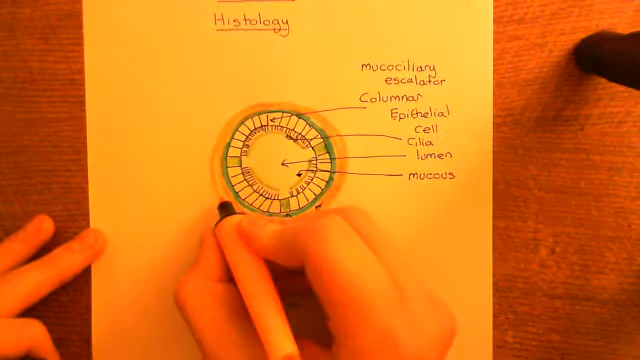 Histology
mucociliary
escalator
Columnar
Epithelial
Cell
Cilia
lumen
mucous